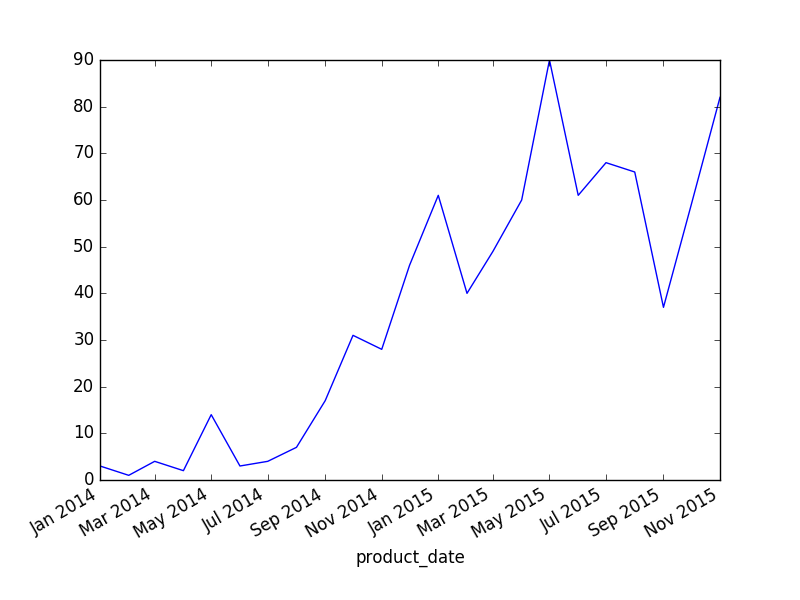 90
80
70
60
50
40
30
20
10
0
Jan 2014
Mar 2014
May 2014
Jul 2014
Sep 2014
Nov 2014
Jan 2015
Mar 2015
May 2015
Jul 2015
Sep 2015
Nov 2015
product_date